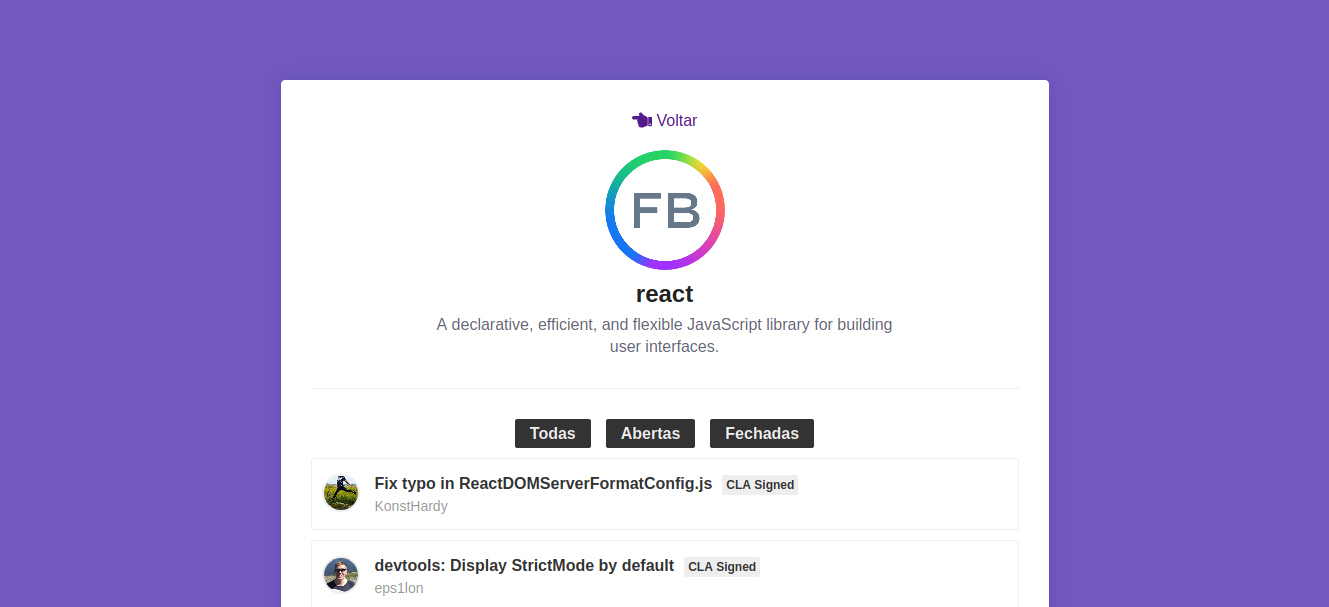 Voltar
FB
react
A declarative, efficient, and flexible JavaScript library for building
user interfaces.
Todas Abertas Fechadas
Fix typo in ReactDOMServerFormatConfig.js CLA Signed
KonstHardy
devtools: Display StrictMode by default CLA Signed
eps1lon